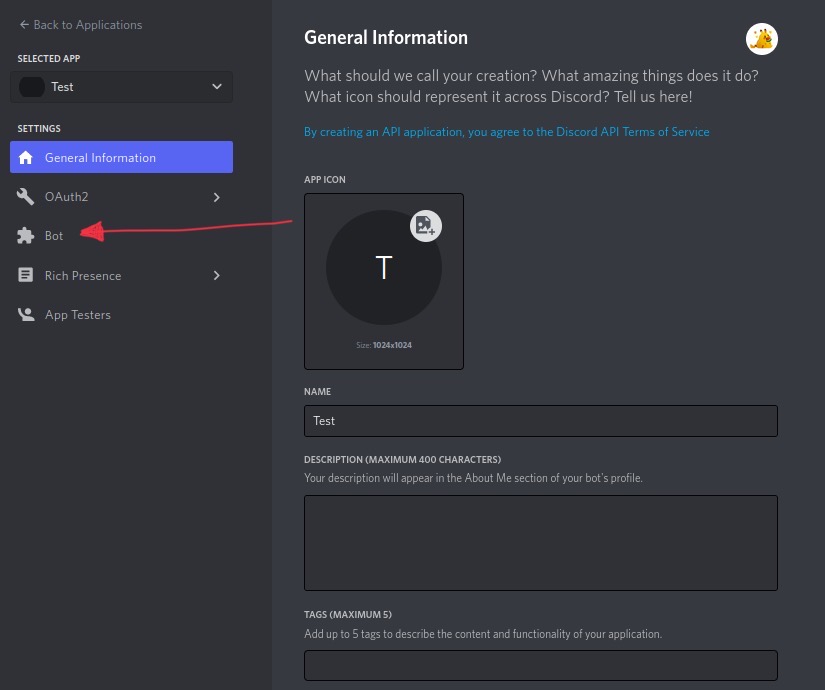 Back to Applications
SELECTED APP
Test
SETTINGS
General Information
OAuth2
Bot
Rich Presence
App Testers
General Information
What should we call your creation? What amazing things does it do?
What icon should represent it across Discord? Tell us here!
By creating an API application, you agree to the Discord API Terms of Service
APP ICON
T
Size: 1024x1024
NAME
Test
DESCRIPTION (MAXIMUM 400 CHARACTERS)
Your description will appear in the About Me section of your bot's profile.
TAGS (MAXIMUM 5)
Add up to 5 tags to describe the content and functionality of your application.